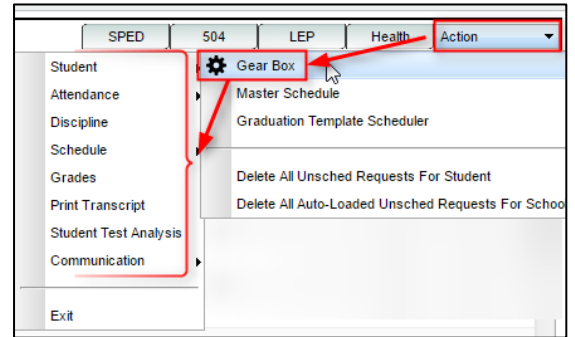 SPED 504 LEP Health Action
Student
Attendance
Discipline
Schedule
Grades
Print Transcript
Student Test Analysis
Communication
Exit
Gear Box
Master Schedule
Graduation Template Scheduler
Delete All Unsched Requests For Student
Delete All Auto-Loaded Unsched Requests For Schoo